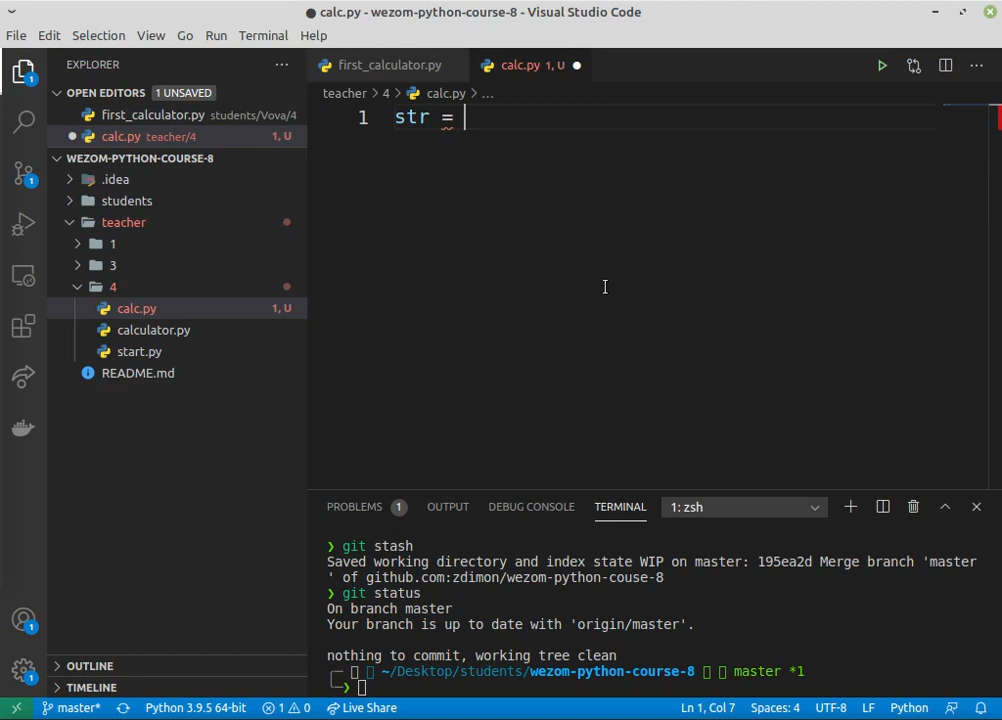 ● calc.py - wezom-python-course-8 - Visual Studio Code
File Edit Selection View Go Run Terminal Help
EXPLORER
OPEN EDITORS 1 UNSAVED
first_calculator.py students/Vova/4
● calc.py teacher/4 1, U
WEZOM-PYTHON-COURSE-8
.idea
students
teacher
1
3
4
calc.py 1, U
calculator.py
start.py
README.md
OUTLINE
TIMELINE
1
1
1
1
first_calculator.py calc.py 1, U ●
teacher > 4 > calc.py > ...
1 str =
PROBLEMS 1 OUTPUT DEBUG CONSOLE TERMINAL 1: zsh
❯ git stash
Saved working directory and index state WIP on master: 195ea2d Merge branch 'master
' of github.com:zdimon/wezom-python-couse-8
❯ git status
On branch master
Your branch is up to date with 'origin/master'.
nothing to commit, working tree clean
~/Desktop/students/wezom-python-course-8 master *1
master* Python 3.9.5 64-bit 1 0 Live Share Ln 1, Col 7 Spaces: 4 UTF-8 LF Python